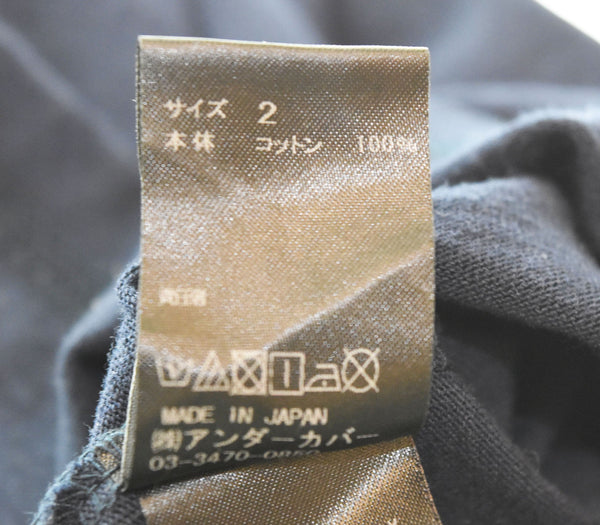 サイズ 2
本体 コットン 100%
MADE IN JAPAN
㈱アンダーカバー
03-3470-